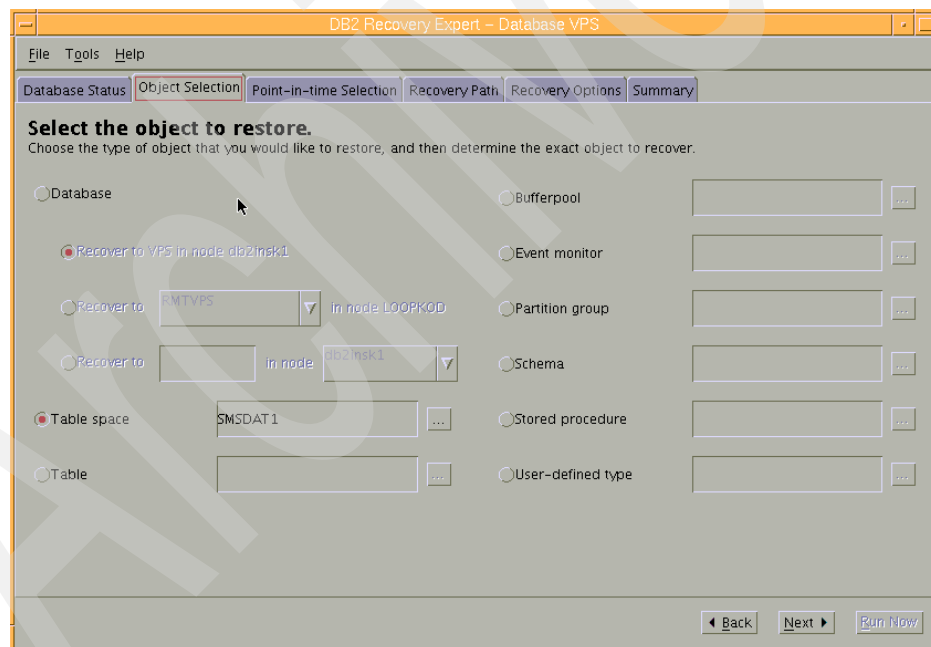 DB2 Recovery Expert – Database VPS
File Tools Help
Database Status Object Selection Point-in-time Selection Recovery Path Recovery Options Summary
Select the object to restore.
Choose the type of object that you would like to restore, and then determine the exact object to recover.
Database
Recover to VPS in node db2insk1
Recover to RMTVPS in node LOOPKOD
Recover to in node db2insk1
Table space SMSDAT1 ...
Table ...
Bufferpool ...
Event monitor ...
Partition group ...
Schema ...
Stored procedure ...
User-defined type ...
Back Next Run Now